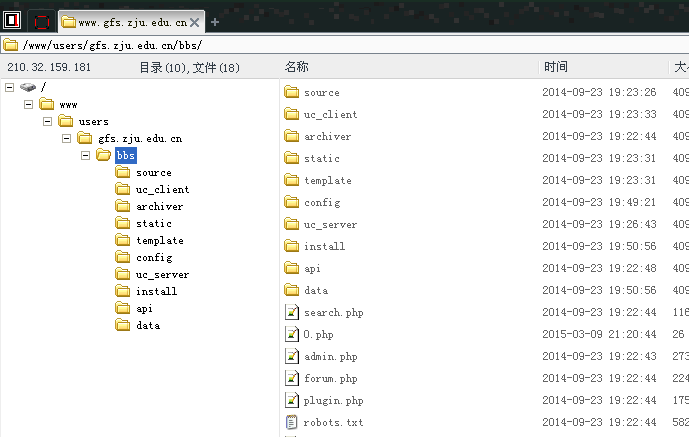 www.gfs.zju.edu.cn
/www/users/gfs.zju.edu.cn/bbs/
210.32.159.181 目录(10),文件(18) 名称 时间
/
www
users
gfs.zju.edu.cn
bbs
source
uc_client
archiver
static
template
config
uc_server
install
api
data
source 2014-09-23 19:23:26 409
uc_client 2014-09-23 19:23:33 409
archiver 2014-09-23 19:22:44 409
static 2014-09-23 19:23:31 409
template 2014-09-23 19:23:31 409
config 2014-09-23 19:49:21 409
uc_server 2014-09-23 19:26:43 409
install 2014-09-23 19:50:56 409
api 2014-09-23 19:22:48 409
data 2014-09-23 19:50:56 409
search.php 2014-09-23 19:22:44 116
0.php 2015-03-09 21:20:44 26
admin.php 2014-09-23 19:22:43 273
forum.php 2014-09-23 19:22:44 224
plugin.php 2014-09-23 19:22:44 175
robots.txt 2014-09-23 19:22:44 582